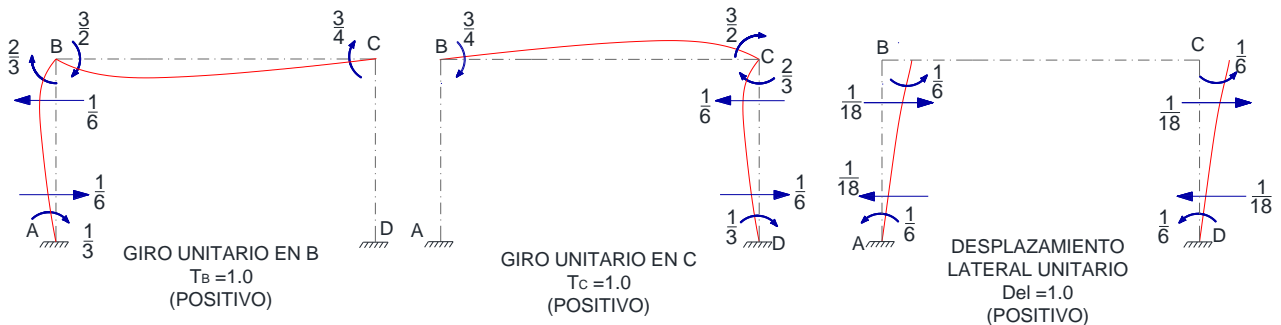 B
3/2
2/3
3/4
C
1/6
1/6
A
1/3
D
GIRO UNITARIO EN B
TB =1.0
(POSITIVO)
B
3/4
3/2
C
2/3
1/6
1/6
A
1/3
D
GIRO UNITARIO EN C
TC =1.0
(POSITIVO)
B
1/6
C
1/6
1/18
1/18
1/18
1/18
A
1/6
1/6
D
DESPLAZAMIENTO
LATERAL UNITARIO
Del =1.0
(POSITIVO)